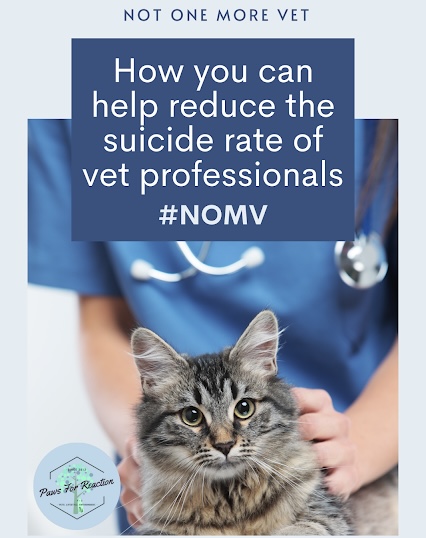 NOT ONE MORE VET
How you can
help reduce the
suicide rate of
vet professionals
#NOMV
Paws For Reaction